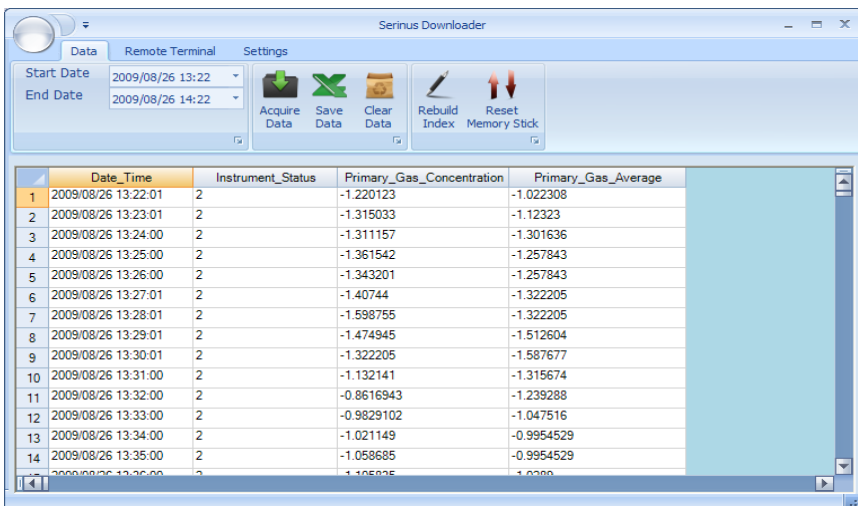 Serinus Downloader
Data Remote Terminal Settings
Start Date 2009/08/26 13:22
End Date 2009/08/26 14:22
Acquire Data Save Data Clear Data Rebuild Index Reset Memory Stick
Date_Time Instrument_Status Primary_Gas_Concentration Primary_Gas_Average
1 2009/08/26 13:22:01 2 -1.220123 -1.022308
2 2009/08/26 13:23:01 2 -1.315033 -1.12323
3 2009/08/26 13:24:00 2 -1.311157 -1.301636
4 2009/08/26 13:25:00 2 -1.361542 -1.257843
5 2009/08/26 13:26:00 2 -1.343201 -1.257843
6 2009/08/26 13:27:01 2 -1.40744 -1.322205
7 2009/08/26 13:28:01 2 -1.598755 -1.322205
8 2009/08/26 13:29:01 2 -1.474945 -1.512604
9 2009/08/26 13:30:01 2 -1.322205 -1.587677
10 2009/08/26 13:31:00 2 -1.132141 -1.315674
11 2009/08/26 13:32:00 2 -0.8616943 -1.239288
12 2009/08/26 13:33:00 2 -0.9829102 -1.047516
13 2009/08/26 13:34:00 2 -1.021149 -0.9954529
14 2009/08/26 13:35:00 2 -1.058685 -0.9954529